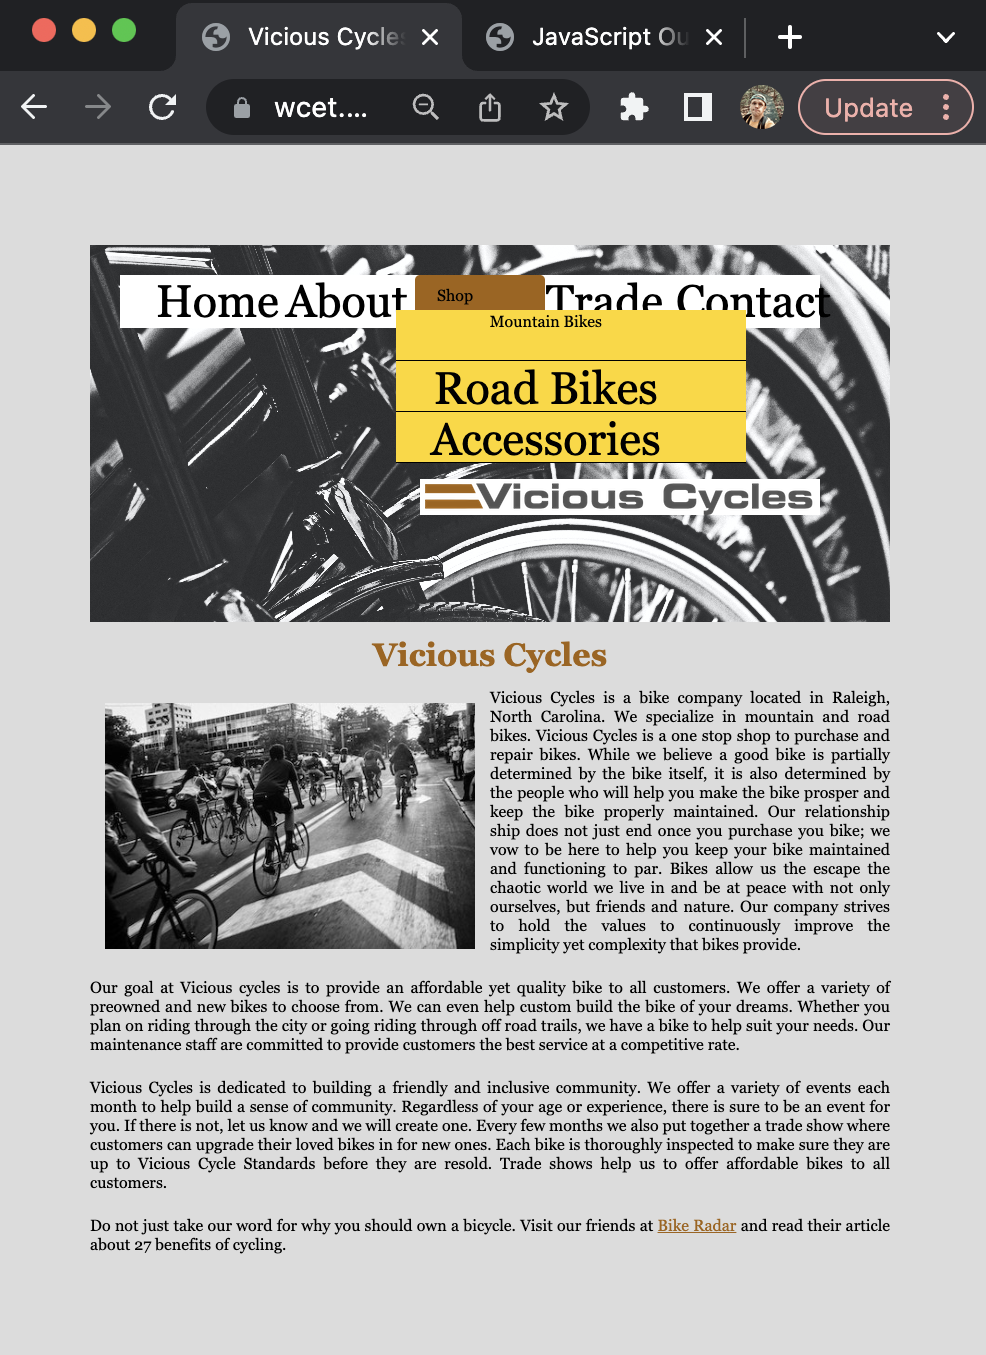 Vicious Cycles
JavaScript Ou
wcet....
Update
Home About Shop Trade Contact
Mountain Bikes
Road Bikes
Accessories
Vicious Cycles
Vicious Cycles
Vicious Cycles is a bike company located in Raleigh,
North Carolina. We specialize in mountain and road
bikes. Vicious Cycles is a one stop shop to purchase and
repair bikes. While we believe a good bike is partially
determined by the bike itself, it is also determined by
the people who will help you make the bike prosper and
keep the bike properly maintained. Our relationship
ship does not just end once you purchase you bike; we
vow to be here to help you keep your bike maintained
and functioning to par. Bikes allow us the escape the
chaotic world we live in and be at peace with not only
ourselves, but friends and nature. Our company strives
to hold the values to continuously improve the
simplicity yet complexity that bikes provide.
Our goal at Vicious cycles is to provide an affordable yet quality bike to all customers. We offer a variety of
preowned and new bikes to choose from. We can even help custom build the bike of your dreams. Whether you
plan on riding through the city or going riding through off road trails, we have a bike to help suit your needs. Our
maintenance staff are committed to provide customers the best service at a competitive rate.
Vicious Cycles is dedicated to building a friendly and inclusive community. We offer a variety of events each
month to help build a sense of community. Regardless of your age or experience, there is sure to be an event for
you. If there is not, let us know and we will create one. Every few months we also put together a trade show where
customers can upgrade their loved bikes in for new ones. Each bike is thoroughly inspected to make sure they are
up to Vicious Cycle Standards before they are resold. Trade shows help us to offer affordable bikes to all
customers.
Do not just take our word for why you should own a bicycle. Visit our friends at Bike Radar and read their article
about 27 benefits of cycling.